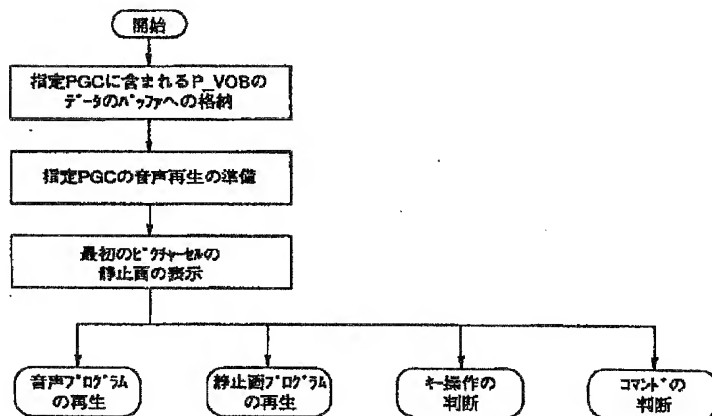 開始
指定PGCに含まれるP_VOBの
ﾃﾞｰﾀのﾊﾞｯﾌｧへの格納
指定PGCの音声再生の準備
最初のﾋﾟｸﾁｬｰｾﾙの
静止画の表示
音声ﾌﾟﾛｸﾞﾗﾑ
の再生
静止画ﾌﾟﾛｸﾞﾗﾑ
の再生
ｷｰ操作の
判断
ｺﾏﾝﾄﾞの
判断